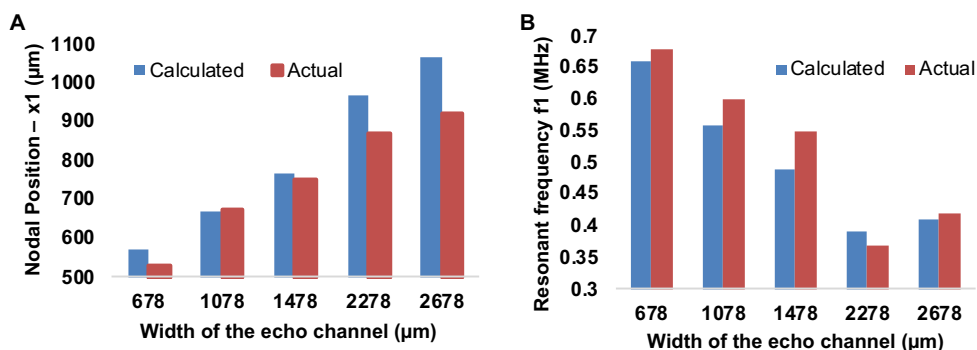 A
Nodal Position – x1 (µm)
1100
1000
900
800
700
600
500
Calculated
Actual
678 1078 1478 2278 2678
Width of the echo channel (µm)
B
Resonant frequency f1 (MHz)
0.7
0.65
0.6
0.55
0.5
0.45
0.4
0.35
0.3
Calculated
Actual
678 1078 1478 2278 2678
Width of the echo channel (µm)